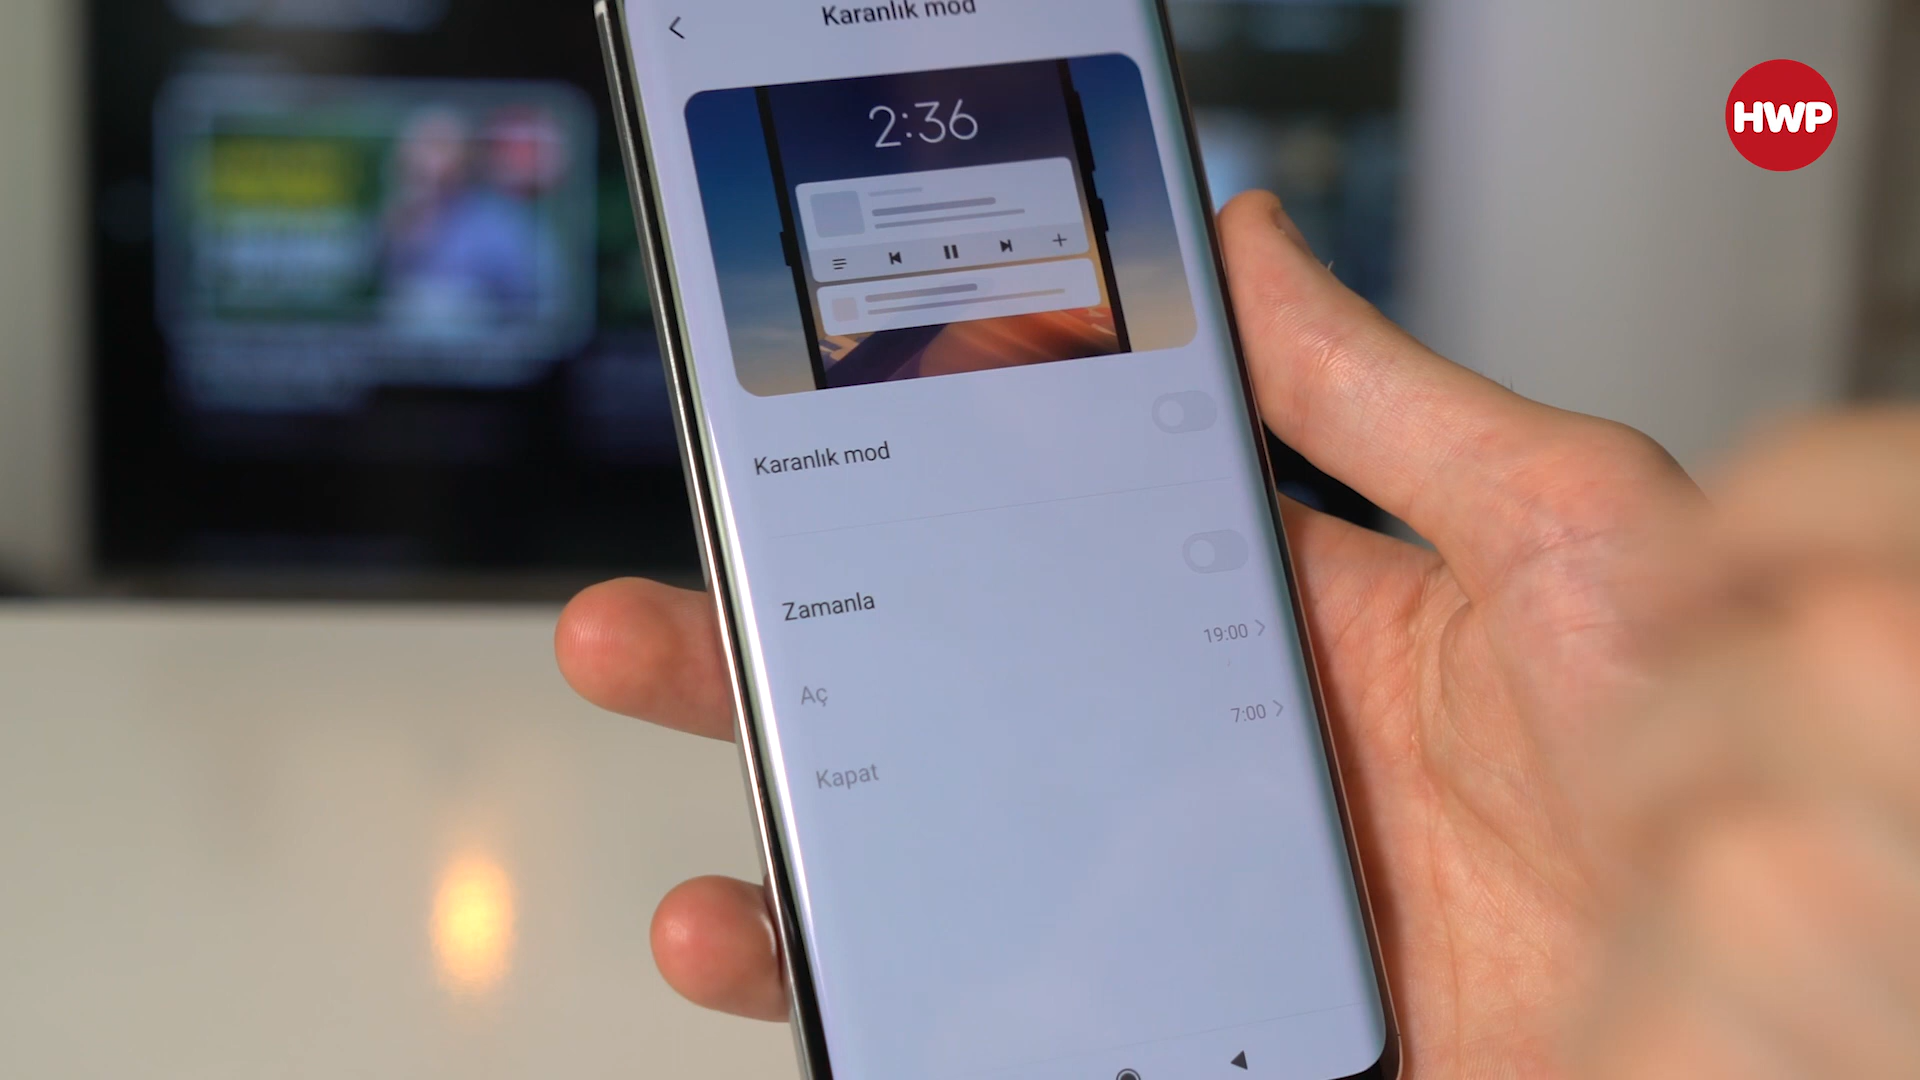 Karanlık mod
HWP
2:36
Karanlık mod
Zamanla
19:00
Aç
7:00
Kapat